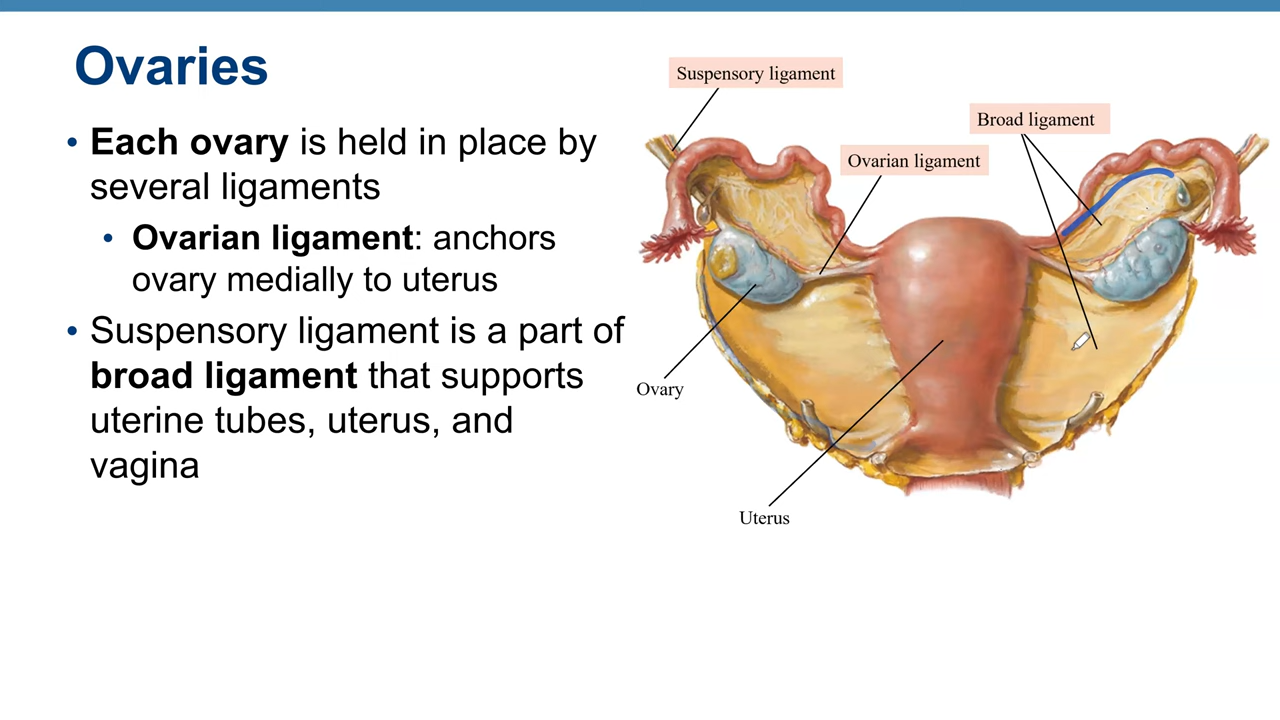 Ovaries
• Each ovary is held in place by
several ligaments
• Ovarian ligament: anchors
ovary medially to uterus
• Suspensory ligament is a part of
broad ligament that supports
uterine tubes, uterus, and
vagina
Suspensory ligament
Broad ligament
Ovarian ligament
Ovary
Uterus